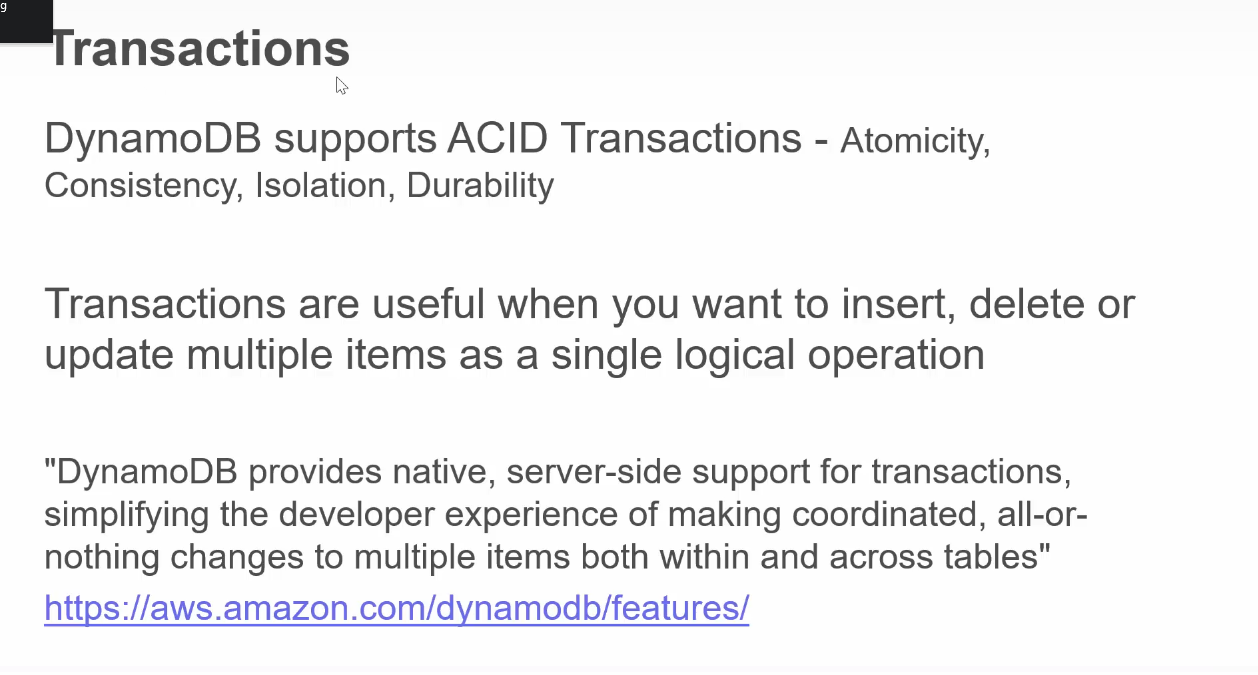 g
Transactions
DynamoDB supports ACID Transactions - Atomicity,
Consistency, Isolation, Durability
Transactions are useful when you want to insert, delete or
update multiple items as a single logical operation
"DynamoDB provides native, server-side support for transactions,
simplifying the developer experience of making coordinated, all-or-
nothing changes to multiple items both within and across tables"
https://aws.amazon.com/dynamodb/features/